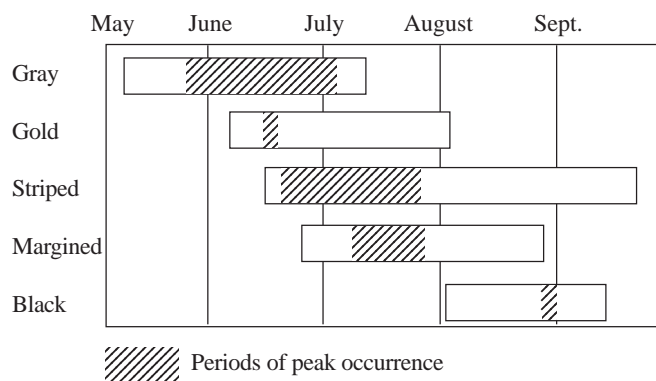 May June July August Sept.
Gray
Gold
Striped
Margined
Black
Periods of peak occurrence